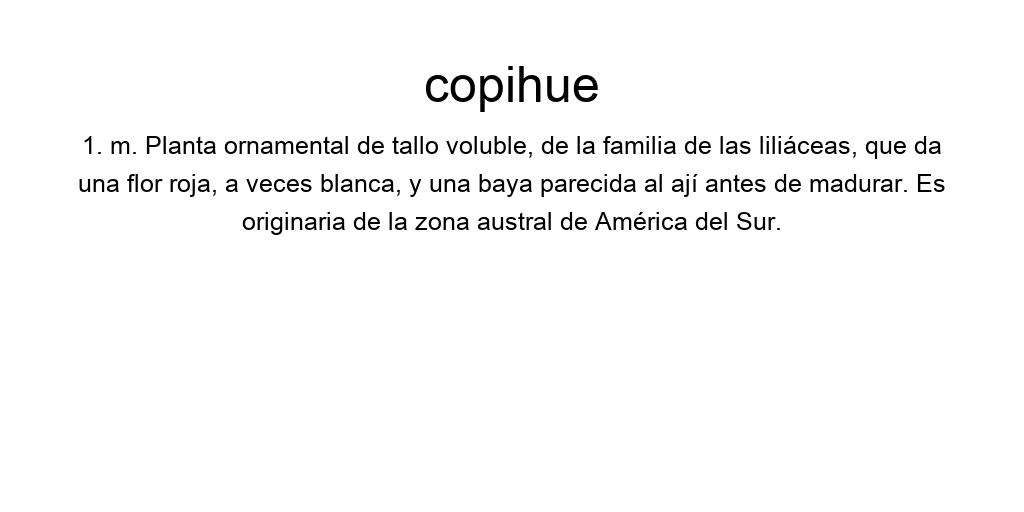 copihue
1. m. Planta ornamental de tallo voluble, de la familia de las liliáceas, que da
una flor roja, a veces blanca, y una baya parecida al ají antes de madurar. Es
originaria de la zona austral de América del Sur.